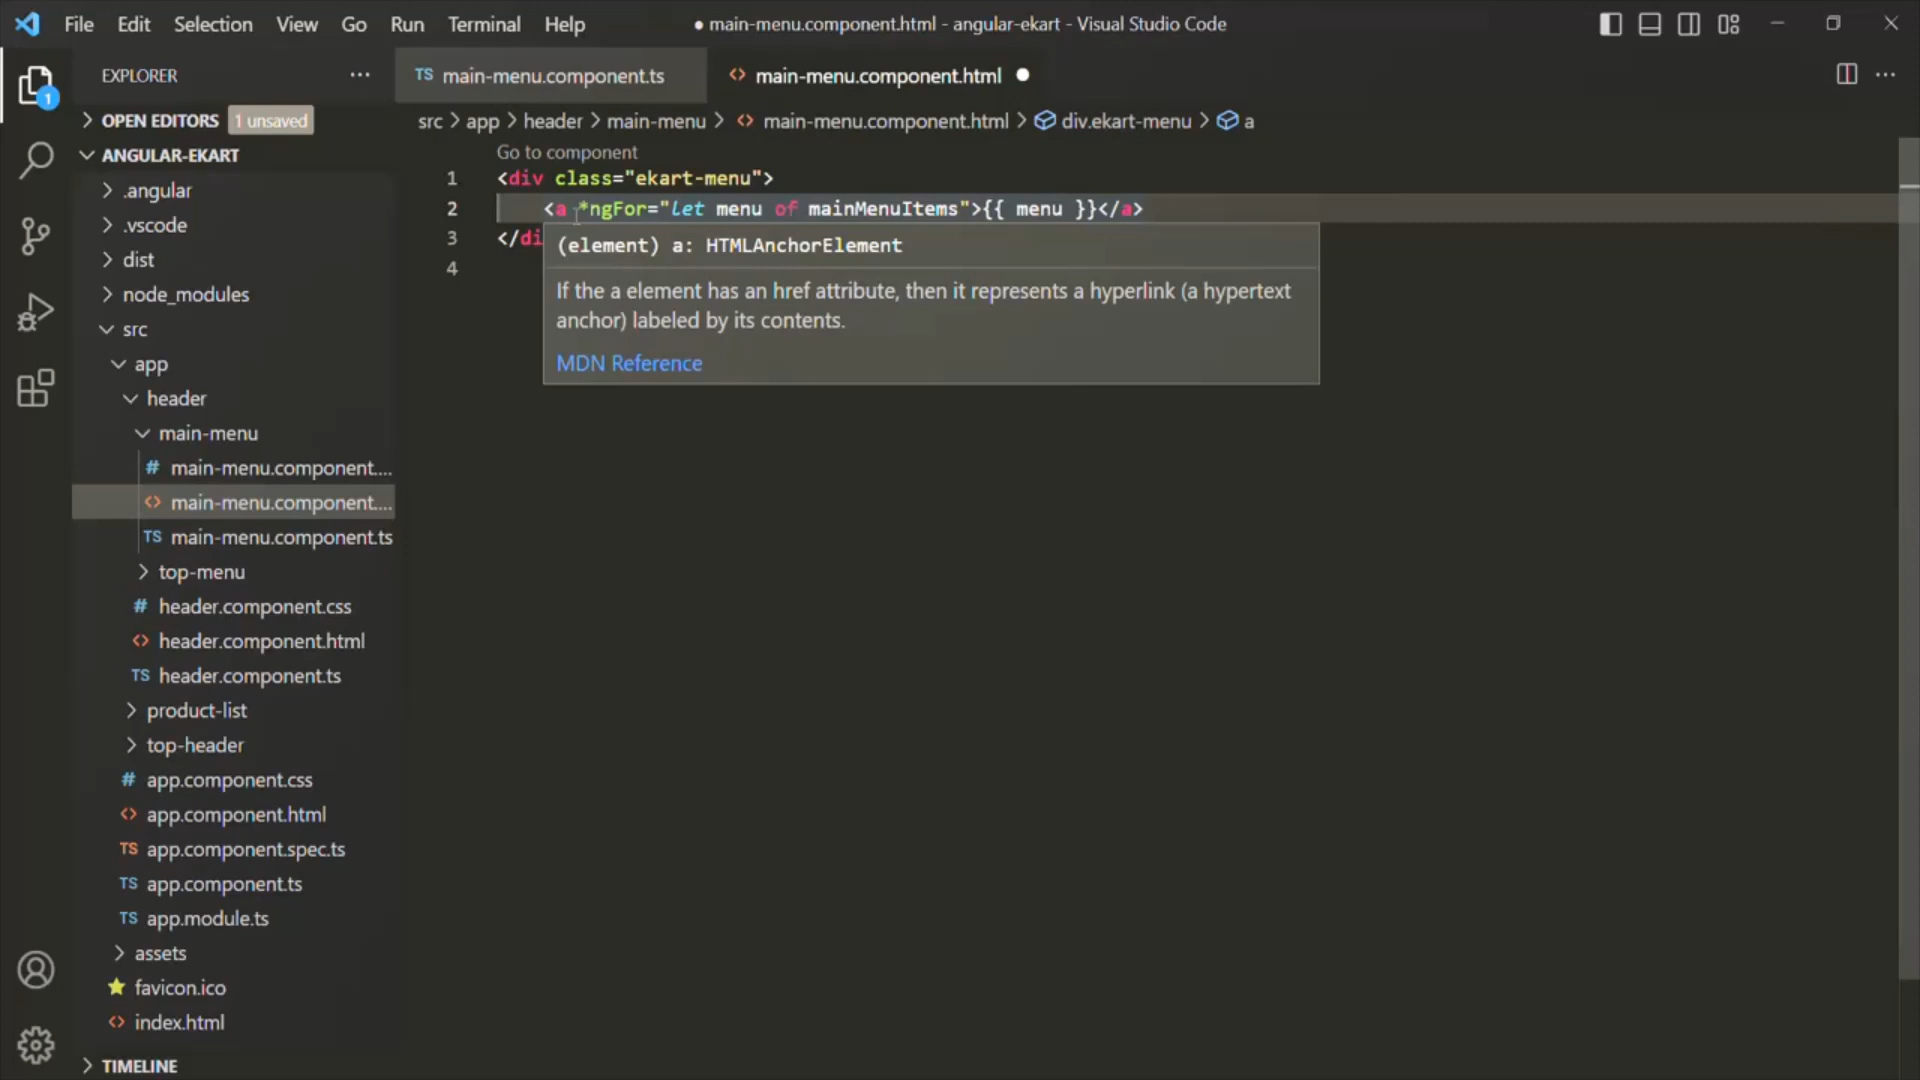 File Edit Selection View Go Run Terminal Help
● main-menu.component.html - angular-ekart - Visual Studio Code
EXPLORER
1
OPEN EDITORS 1 unsaved
ANGULAR-EKART
.angular
.vscode
dist
node_modules
src
app
header
main-menu
# main-menu.component....
<> main-menu.component....
TS main-menu.component.ts
top-menu
# header.component.css
<> header.component.html
TS header.component.ts
product-list
top-header
# app.component.css
<> app.component.html
TS app.component.spec.ts
TS app.component.ts
TS app.module.ts
assets
favicon.ico
<> index.html
TIMELINE
TS main-menu.component.ts
<> main-menu.component.html ●
src > app > header > main-menu > <> main-menu.component.html > div.ekart-menu > a
Go to component
1 <div class="ekart-menu">
2 <a *ngFor="let menu of mainMenuItems">{{ menu }}</a>
3 </di
4
(element) a: HTMLAnchorElement
If the a element has an href attribute, then it represents a hyperlink (a hypertext
anchor) labeled by its contents.
MDN Reference